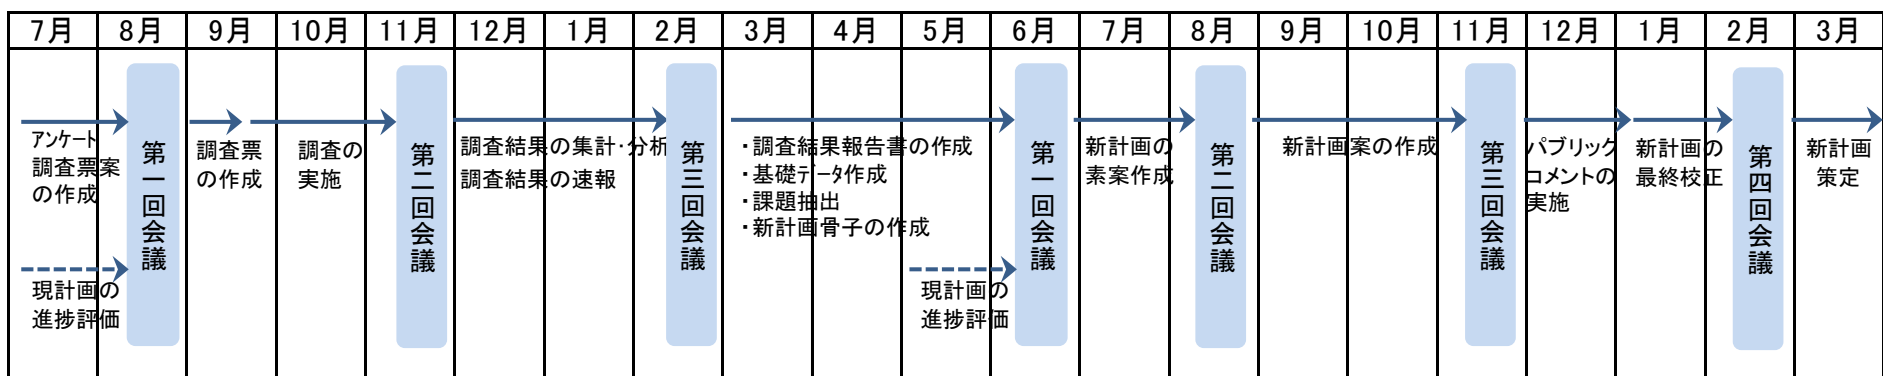 7月 8月 9月 10月 11月 12月 1月 2月 3月 4月 5月 6月 7月 8月 9月 10月 11月 12月 1月 2月 3月
アンケート
調査票案
の作成
現計画の
進捗評価
第一回会議
調査票
の作成
調査の
実施
第二回会議
調査結果の集計・分析
調査結果の速報
第三回会議
・調査結果報告書の作成
・基礎データ作成
・課題抽出
・新計画骨子の作成
現計画の
進捗評価
第一回会議
新計画の
素案作成
第二回会議
新計画案の作成
第三回会議
パブリック
コメントの
実施
新計画の
最終校正
第四回会議
新計画
策定